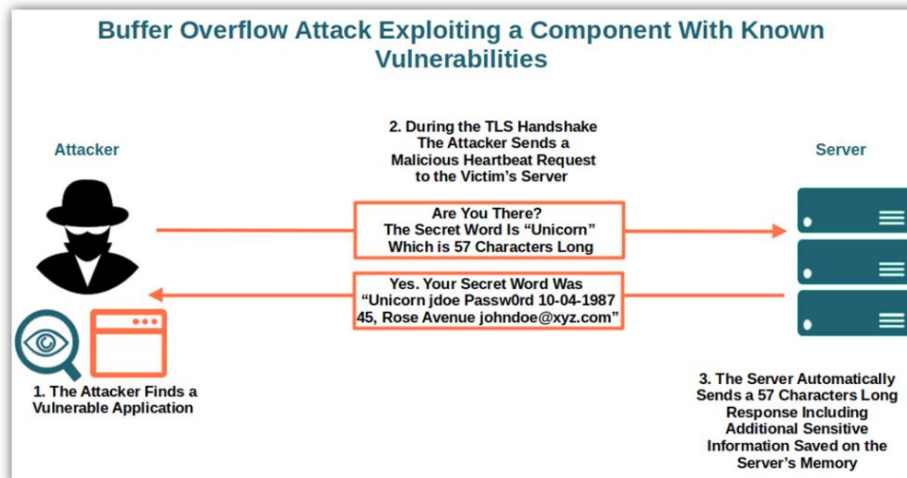 Buffer Overflow Attack Exploiting a Component With Known
Vulnerabilities
Attacker
2. During the TLS Handshake
The Attacker Sends a
Malicious Heartbeat Request
to the Victim's Server
Server
Are You There?
The Secret Word Is “Unicorn”
Which is 57 Characters Long
Yes. Your Secret Word Was
“Unicorn jdoe Passw0rd 10-04-1987
45, Rose Avenue johndoe@xyz.com”
1. The Attacker Finds a
Vulnerable Application
3. The Server Automatically
Sends a 57 Characters Long
Response Including
Additional Sensitive
Information Saved on the
Server's Memory